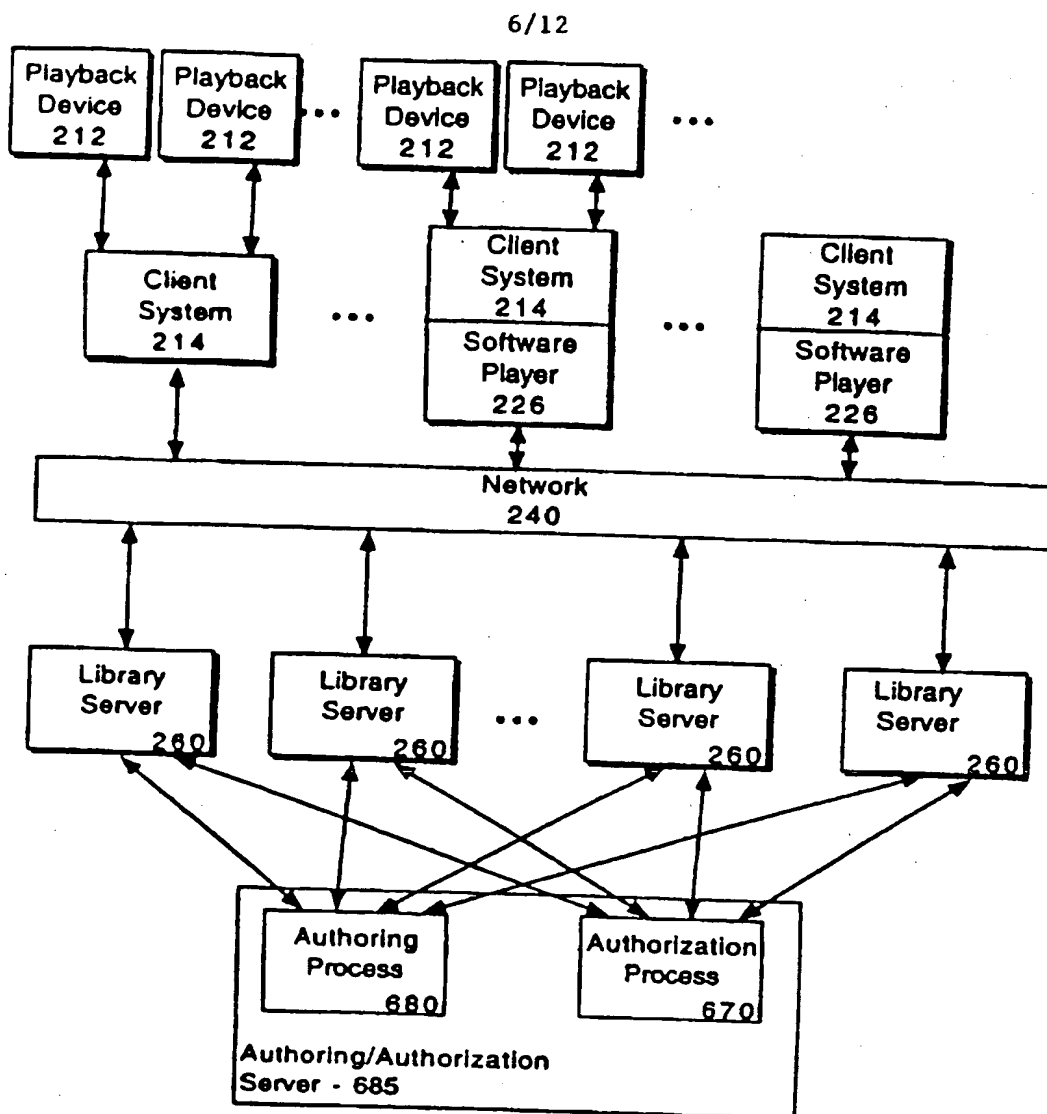 6/12
Playback
Device
212
Playback
Device
212
Playback
Device
212
Playback
Device
212
Client
System
214
Client
System
214
Software
Player
226
Client
System
214
Software
Player
226
Network
240
Library
Server
260
Library
Server
260
Library
Server
260
Library
Server
260
Authoring
Process
680
Authorization
Process
670
Authoring/Authorization
Server - 685